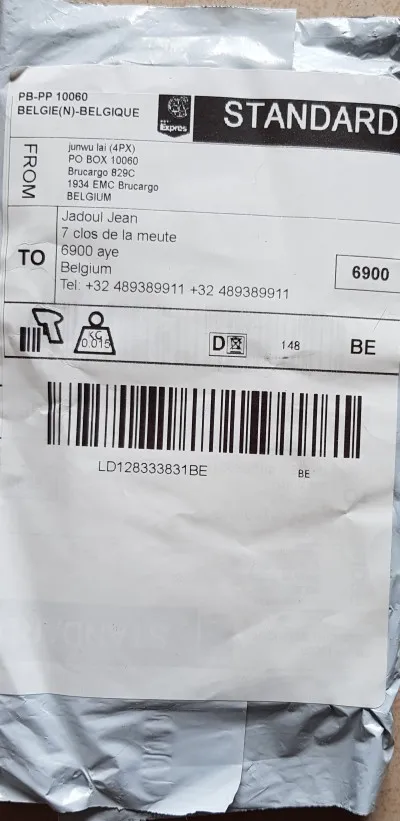 PB-PP 10060
BELGIE(N)-BELGIQUE
Exprès
STANDARD
FROM
junwu lai (4PX)
PO BOX 10060
Brucargo 829C
1934 EMC Brucargo
BELGIUM
TO
Jadoul Jean
7 clos de la meute
6900 aye
Belgium
Tel: +32 489389911 +32 489389911
6900
KG
0.015
D
148
BE
LD128333831BE
BE